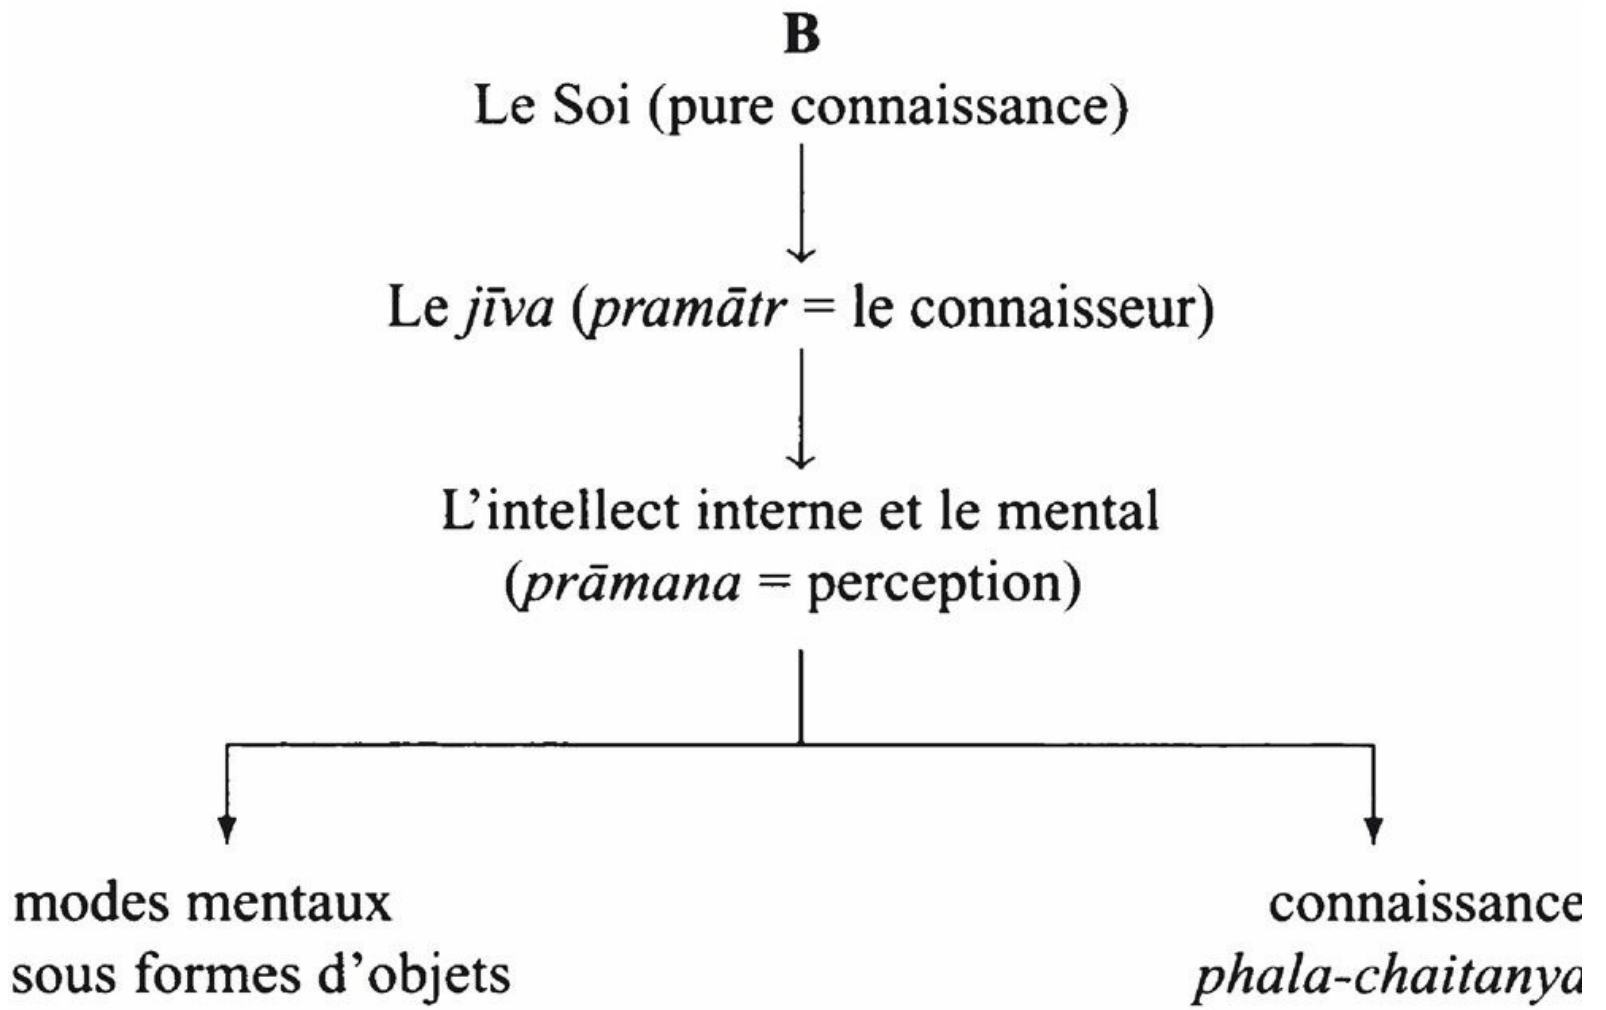 B
Le Soi (pure connaissance)
Le jīva (pramātr = le connaisseur)
L'intellect interne et le mental
(prāmana = perception)
modes mentaux
sous formes d'objets
connaissance
phala-chaitanya